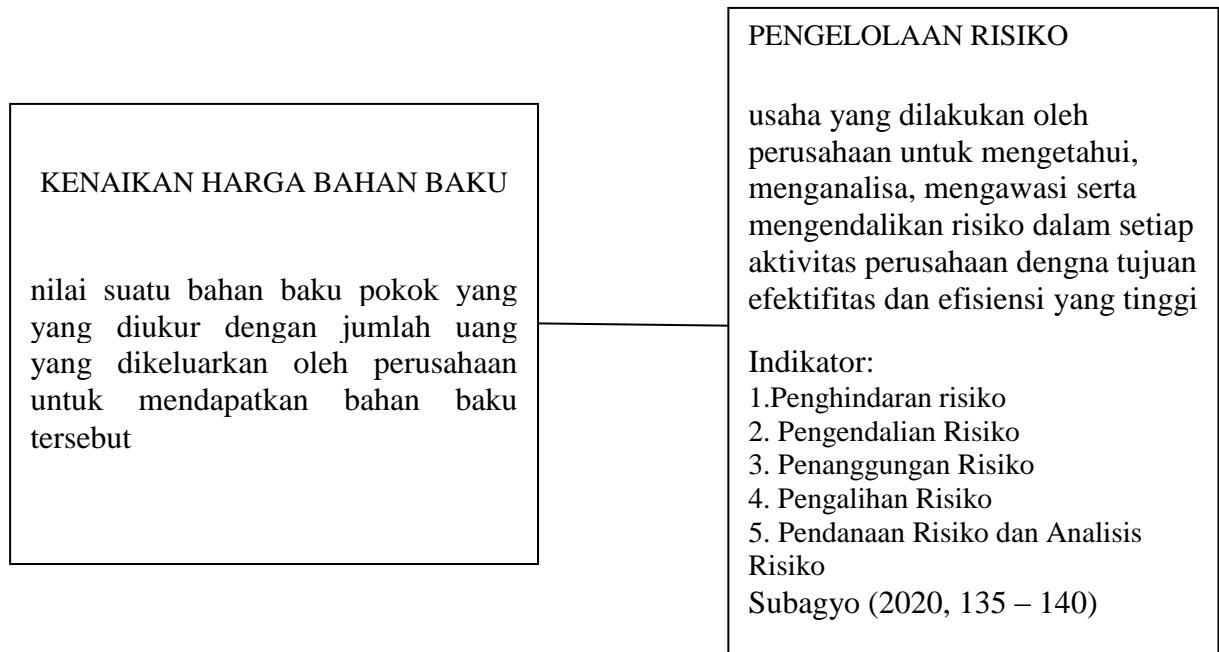 KENAIKAN HARGA BAHAN BAKU
nilai suatu bahan baku pokok yang
yang diukur dengan jumlah uang
yang dikeluarkan oleh perusahaan
untuk mendapatkan bahan baku
tersebut
PENGELOLAAN RISIKO
usaha yang dilakukan oleh
perusahaan untuk mengetahui,
menganalisa, mengawasi serta
mengendalikan risiko dalam setiap
aktivitas perusahaan dengna tujuan
efektifitas dan efisiensi yang tinggi
Indikator:
1.Penghindaran risiko
2. Pengendalian Risiko
3. Penanggungan Risiko
4. Pengalihan Risiko
5. Pendanaan Risiko dan Analisis
Risiko
Subagyo (2020, 135 – 140)